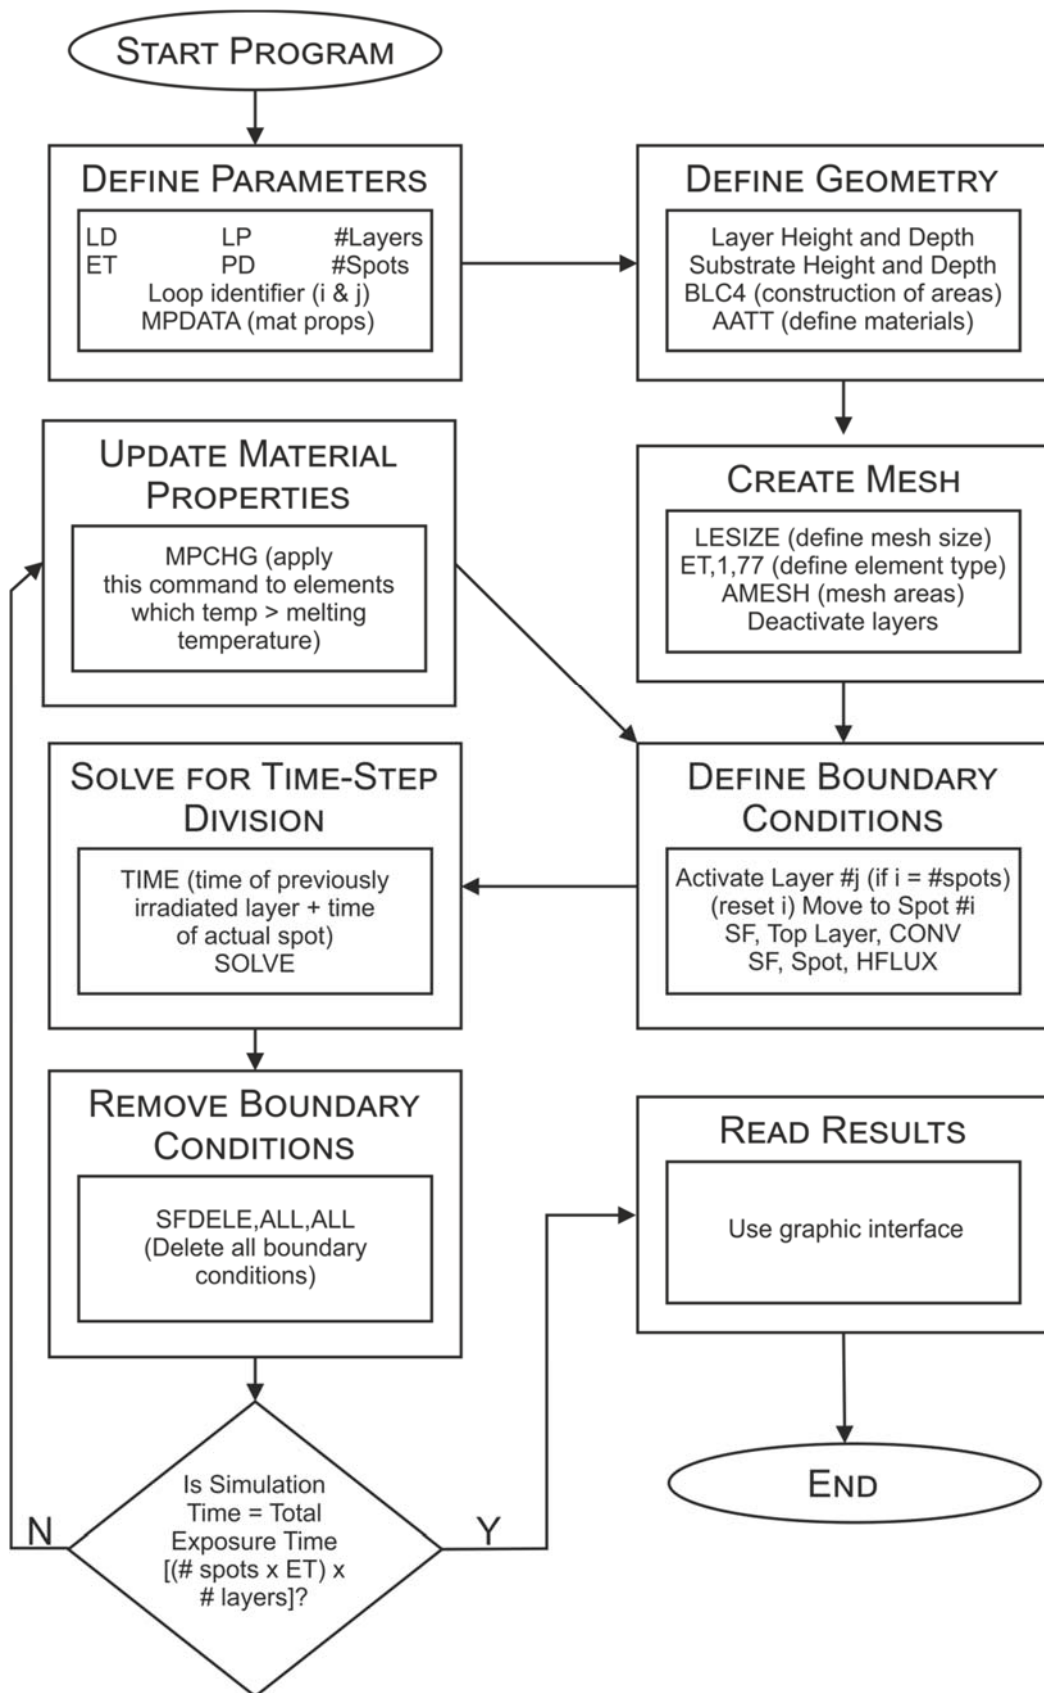 START PROGRAM
DEFINE PARAMETERS
LD LP #Layers
ET PD #Spots
Loop identifier (i & j)
MPDATA (mat props)
DEFINE GEOMETRY
Layer Height and Depth
Substrate Height and Depth
BLC4 (construction of areas)
AATT (define materials)
UPDATE MATERIAL
PROPERTIES
MPCHG (apply
this command to elements
which temp > melting
temperature)
CREATE MESH
LESIZE (define mesh size)
ET,1,77 (define element type)
AMESH (mesh areas)
Deactivate layers
SOLVE FOR TIME-STEP
DIVISION
TIME (time of previously
irradiated layer + time
of actual spot)
SOLVE
DEFINE BOUNDARY
CONDITIONS
Activate Layer #j (if i = #spots)
(reset i) Move to Spot #i
SF, Top Layer, CONV
SF, Spot, HFLUX
REMOVE BOUNDARY
CONDITIONS
SFDELE,ALL,ALL
(Delete all boundary
conditions)
READ RESULTS
Use graphic interface
Is Simulation
Time = Total
Exposure Time
[(# spots x ET) x
# layers]?
N
Y
END